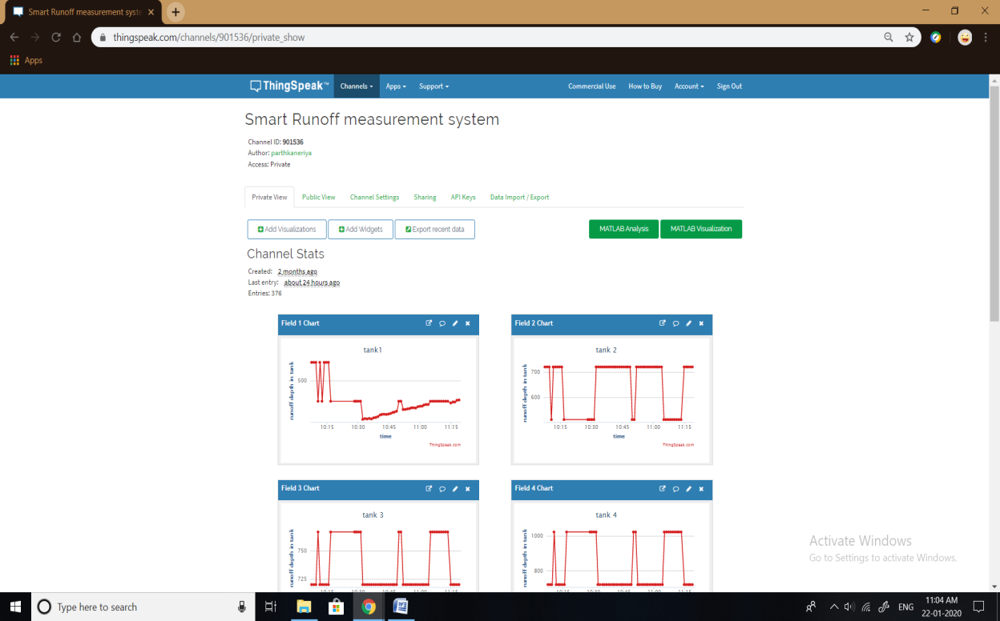 Smart Runoff measurement syste
thingspeak.com/channels/901536/private_show
Apps
ThingSpeak™ Channels Apps Support Commercial Use How to Buy Account Sign Out
Smart Runoff measurement system
Channel ID: 901536
Author: parthkaneriya
Access: Private
Private View Public View Channel Settings Sharing API Keys Data Import / Export
Add Visualizations Add Widgets Export recent data MATLAB Analysis MATLAB Visualization
Channel Stats
Created: 2 months ago
Last entry: about 24 hours ago
Entries: 376
Field 1 Chart
tank1
runoff depth in tank
500
10:15 10:30 10:45 11:00 11:15
time
ThingSpeak.com
Field 2 Chart
tank 2
runoff depth in tank
700
600
10:15 10:30 10:45 11:00 11:15
time
ThingSpeak.com
Field 3 Chart
tank 3
runoff depth in tank
750
725
10:15 10:30 10:45 11:00 11:15
Field 4 Chart
tank 4
runoff depth in tank
1000
800
10:15 10:30 10:45 11:00 11:15
Activate Windows
Go to Settings to activate Windows.
Type here to search
ENG
11:04 AM
22-01-2020